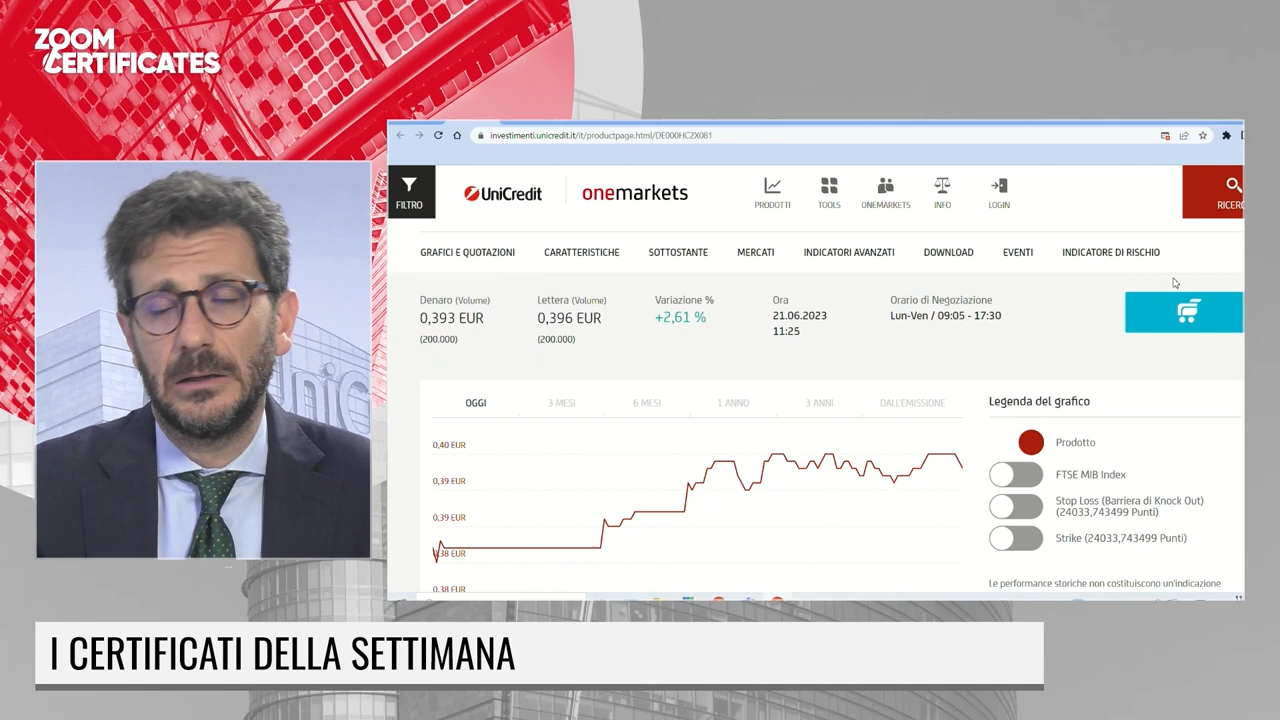 ZOOM
CERTIFICATES
investimenti.unicredit.it/it/productpage.html/DE000HC2X081
FILTRO
UniCredit
onemarkets
PRODOTTI
TOOLS
ONEMARKETS
INFO
LOGIN
RICERC
GRAFICI E QUOTAZIONI
CARATTERISTICHE
SOTTOSTANTE
MERCATI
INDICATORI AVANZATI
DOWNLOAD
EVENTI
INDICATORE DI RISCHIO
Denaro (Volume)
0,393 EUR
(200.000)
Lettera (Volume)
0,396 EUR
(200.000)
Variazione %
+2,61 %
Ora
21.06.2023
11:25
Orario di Negoziazione
Lun-Ven / 09:05 - 17:30
OGGI
3 MESI
6 MESI
1 ANNO
3 ANNI
DALL'EMISSIONE
0,40 EUR
0,39 EUR
0,39 EUR
0,38 EUR
0,38 EUR
Legenda del grafico
Prodotto
FTSE MIB Index
Stop Loss (Barriera di Knock Out)
(24033,743499 Punti)
Strike (24033,743499 Punti)
Le performance storiche non costituiscono un'indicazione
UniC
I CERTIFICATI DELLA SETTIMANA